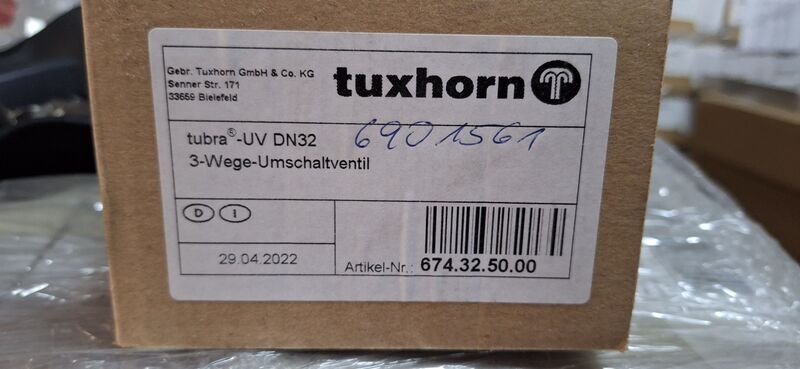 Gebr. Tuxhorn GmbH & Co. KG
Senner Str. 171
33659 Bielefeld
tuxhorn
tubra®-UV DN32
6901561
3-Wege-Umschaltventil
D I
29.04.2022
Artikel-Nr.: 674.32.50.00